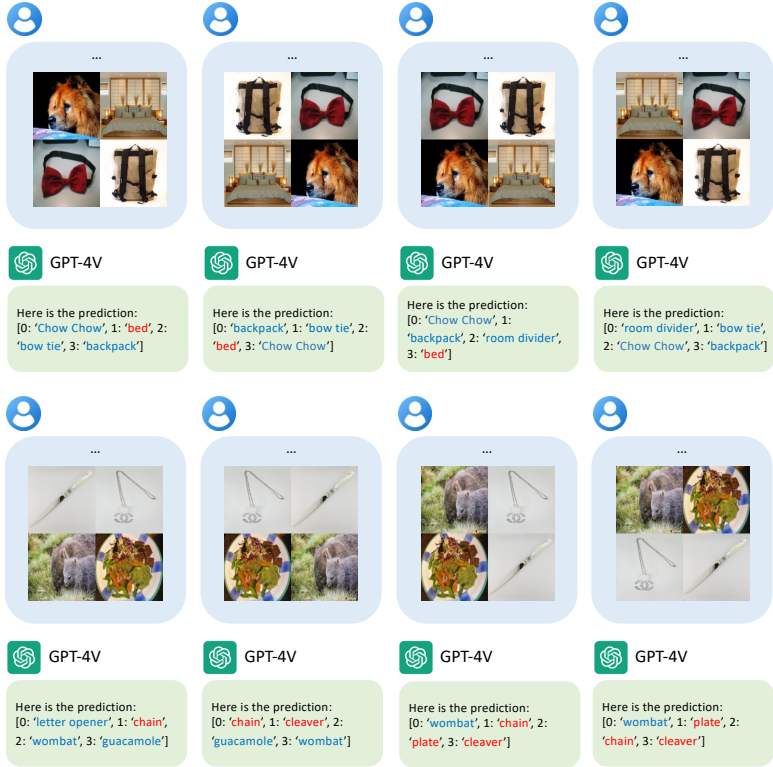 ...
...
...
...
GPT-4V
GPT-4V
GPT-4V
GPT-4V
Here is the prediction:
[0: ‘Chow Chow’, 1: ‘bed’, 2:
‘bow tie’, 3: ‘backpack’]
Here is the prediction:
[0: ‘backpack’, 1: ‘bow tie’, 2:
‘bed’, 3: ‘Chow Chow’]
Here is the prediction:
[0: ‘Chow Chow’, 1:
‘backpack’, 2: ‘room divider’,
3: ‘bed’]
Here is the prediction:
[0: ‘room divider’, 1: ‘bow tie’,
2: ‘Chow Chow’, 3: ‘backpack’]
...
...
...
...
GPT-4V
GPT-4V
GPT-4V
GPT-4V
Here is the prediction:
[0: ‘letter opener’, 1: ‘chain’,
2: ‘wombat’, 3: ‘guacamole’]
Here is the prediction:
[0: ‘chain’, 1: ‘cleaver’, 2:
‘guacamole’, 3: ‘wombat’]
Here is the prediction:
[0: ‘wombat’, 1: ‘chain’, 2:
‘plate’, 3: ‘cleaver’]
Here is the prediction:
[0: ‘wombat’, 1: ‘plate’, 2:
‘chain’, 3: ‘cleaver’]